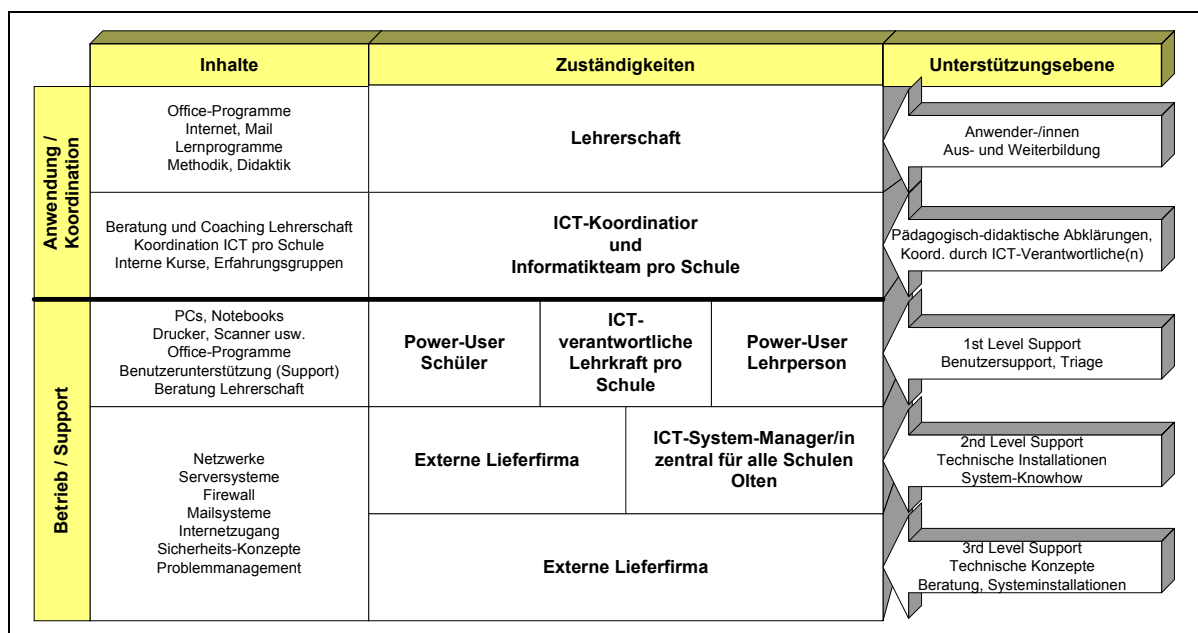 Inhalte
Zuständigkeiten
Unterstützungsebene
Anwendung /
Koordination
Office-Programme
Internet, Mail
Lernprogramme
Methodik, Didaktik
Lehrerschaft
Anwender-/innen
Aus- und Weiterbildung
Beratung und Coaching Lehrerschaft
Koordination ICT pro Schule
Interne Kurse, Erfahrungsgruppen
ICT-Koordinatior
und
Informatikteam pro Schule
Pädagogisch-didaktische Abklärungen,
Koord. durch ICT-Verantwortliche(n)
Betrieb / Support
PCs, Notebooks
Drucker, Scanner usw.
Office-Programme
Benutzerunterstützung (Support)
Beratung Lehrerschaft
Power-User
Schüler
ICT-
verantwortliche
Lehrkraft pro
Schule
Power-User
Lehrperson
1st Level Support
Benutzersupport, Triage
Netzwerke
Serversysteme
Firewall
Mailsysteme
Internetzugang
Sicherheits-Konzepte
Problemmanagement
Externe Lieferfirma
ICT-System-Manager/in
zentral für alle Schulen
Olten
2nd Level Support
Technische Installationen
System-Knowhow
Externe Lieferfirma
3rd Level Support
Technische Konzepte
Beratung, Systeminstallationen